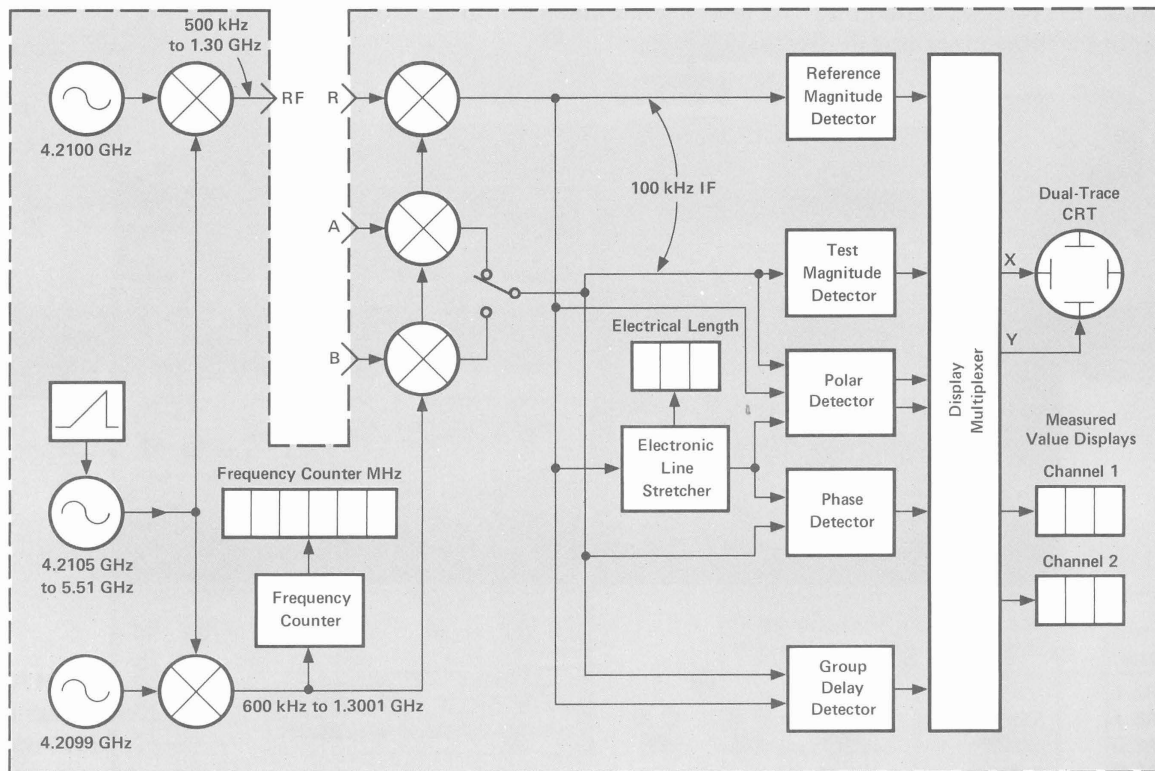 500 kHz
to 1.30 GHz
RF
R
4.2100 GHz
Reference
Magnitude
Detector
100 kHz IF
A
Dual-Trace
CRT
Test
Magnitude
Detector
X
Y
Electrical Length
B
Polar
Detector
Display
Multiplexer
Electronic
Line
Stretcher
Measured
Value Displays
Channel 1
Frequency Counter MHz
Phase
Detector
4.2105 GHz
to 5.51 GHz
Channel 2
Frequency
Counter
Group
Delay
Detector
600 kHz to 1.3001 GHz
4.2099 GHz